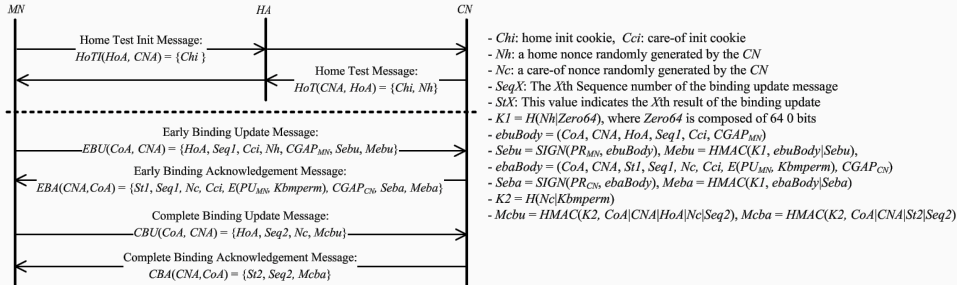 MN HA CN
Home Test Init Message:
HoTI(HoA, CNA) = {Chi }
Home Test Message:
HoT(CNA, HoA) = {Chi, Nh}
Early Binding Update Message:
EBU(CoA, CNA) = {HoA, Seq1, Cci, Nh, CGAPMN, Sebu, Mebu}
Early Binding Acknowledgement Message:
EBA(CNA,CoA) = {St1, Seq1, Nc, Cci, E(PUMN, Kbmperm), CGAPCN, Seba, Meba}
Complete Binding Update Message:
CBU(CoA, CNA) = {HoA, Seq2, Nc, Mcbu}
Complete Binding Acknowledgement Message:
CBA(CNA,CoA) = {St2, Seq2, Mcba}
- Chi: home init cookie, Cci: care-of init cookie
- Nh: a home nonce randomly generated by the CN
- Nc: a care-of nonce randomly generated by the CN
- SeqX: The Xth Sequence number of the binding update message
- StX: This value indicates the Xth result of the binding update
- K1 = H(Nh|Zero64), where Zero64 is composed of 64 0 bits
- ebuBody = (CoA, CNA, HoA, Seq1, Cci, CGAPMN)
- Sebu = SIGN(PRMN, ebuBody), Mebu = HMAC(K1, ebuBody|Sebu),
- ebaBody = (CoA, CNA, St1, Seq1, Nc, Cci, E(PUMN, Kbmperm), CGAPCN)
- Seba = SIGN(PRCN, ebaBody), Meba = HMAC(K1, ebaBody|Seba)
- K2 = H(Nc|Kbmperm)
- Mcbu = HMAC(K2, CoA|CNA|HoA|Nc|Seq2), Mcba = HMAC(K2, CoA|CNA|St2|Seq2)